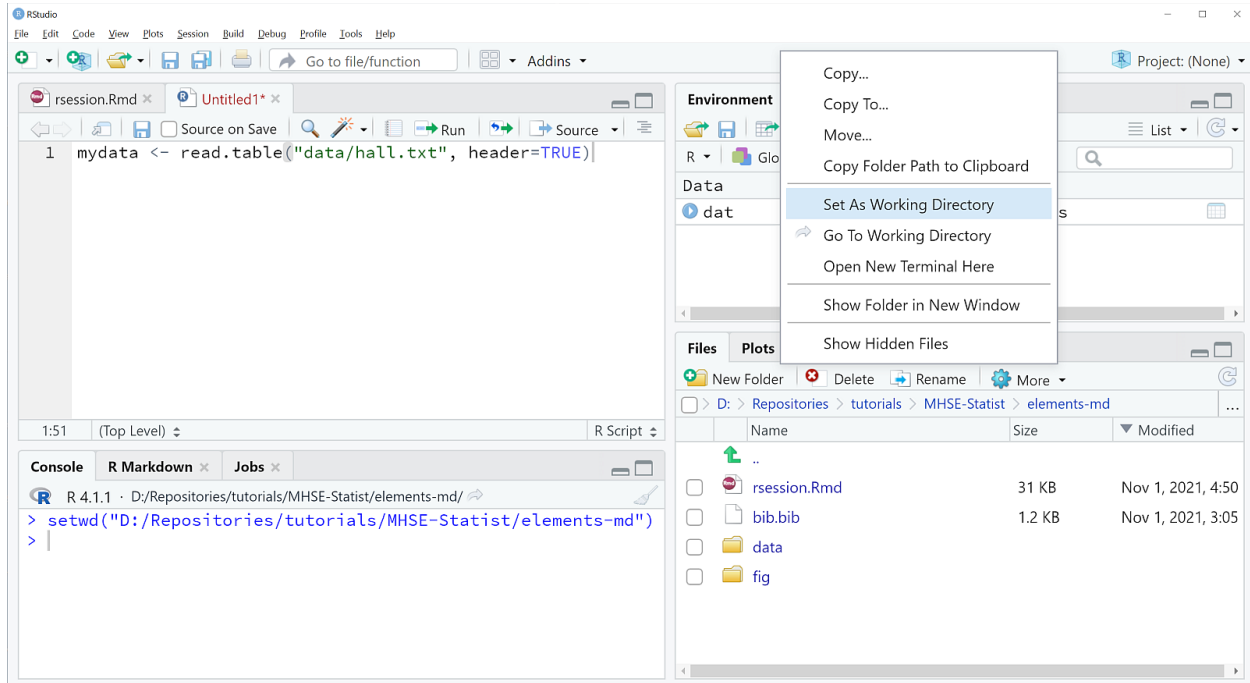 RStudio
File Edit Code View Plots Session Build Debug Profile Tools Help
Go to file/function Addins Project: (None)
rsession.Rmd Untitled1*
Source on Save Run Source
1 mydata <- read.table("data/hall.txt", header=TRUE)
1:51 (Top Level) R Script
Console R Markdown Jobs
R 4.1.1 · D:/Repositories/tutorials/MHSE-Statist/elements-md/
> setwd("D:/Repositories/tutorials/MHSE-Statist/elements-md")
>
Environment
List
R Glo
Data
dat s
Copy...
Copy To...
Move...
Copy Folder Path to Clipboard
Set As Working Directory
Go To Working Directory
Open New Terminal Here
Show Folder in New Window
Show Hidden Files
Files Plots
New Folder Delete Rename More
D: > Repositories > tutorials > MHSE-Statist > elements-md ...
Name Size Modified
..
rsession.Rmd 31 KB Nov 1, 2021, 4:50
bib.bib 1.2 KB Nov 1, 2021, 3:05
data
fig